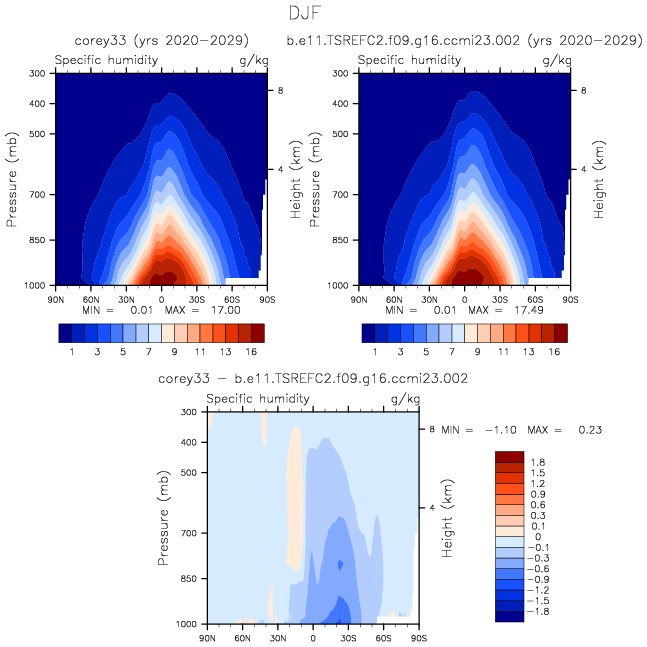 DJF
corey33 (yrs 2020-2029)
b.e11.TSREFC2.f09.g16.ccmi23.002 (yrs 2020-2029)
Specific humidity g/kg
Specific humidity g/kg
300
400
500
700
850
1000
Pressure (mb)
8
4
Height (km)
300
400
500
700
850
1000
Pressure (mb)
8
4
Height (km)
90N 60N 30N 0 30S 60S 90S
90N 60N 30N 0 30S 60S 90S
MIN = 0.01 MAX = 17.00
MIN = 0.01 MAX = 17.49
1 3 5 7 9 11 13 16
1 3 5 7 9 11 13 16
corey33 - b.e11.TSREFC2.f09.g16.ccmi23.002
Specific humidity g/kg
300
400
500
700
850
1000
Pressure (mb)
8
4
Height (km)
90N 60N 30N 0 30S 60S 90S
MIN = -1.10 MAX = 0.23
1.8
1.5
1.2
0.9
0.6
0.3
0.1
0
-0.1
-0.3
-0.6
-0.9
-1.2
-1.5
-1.8